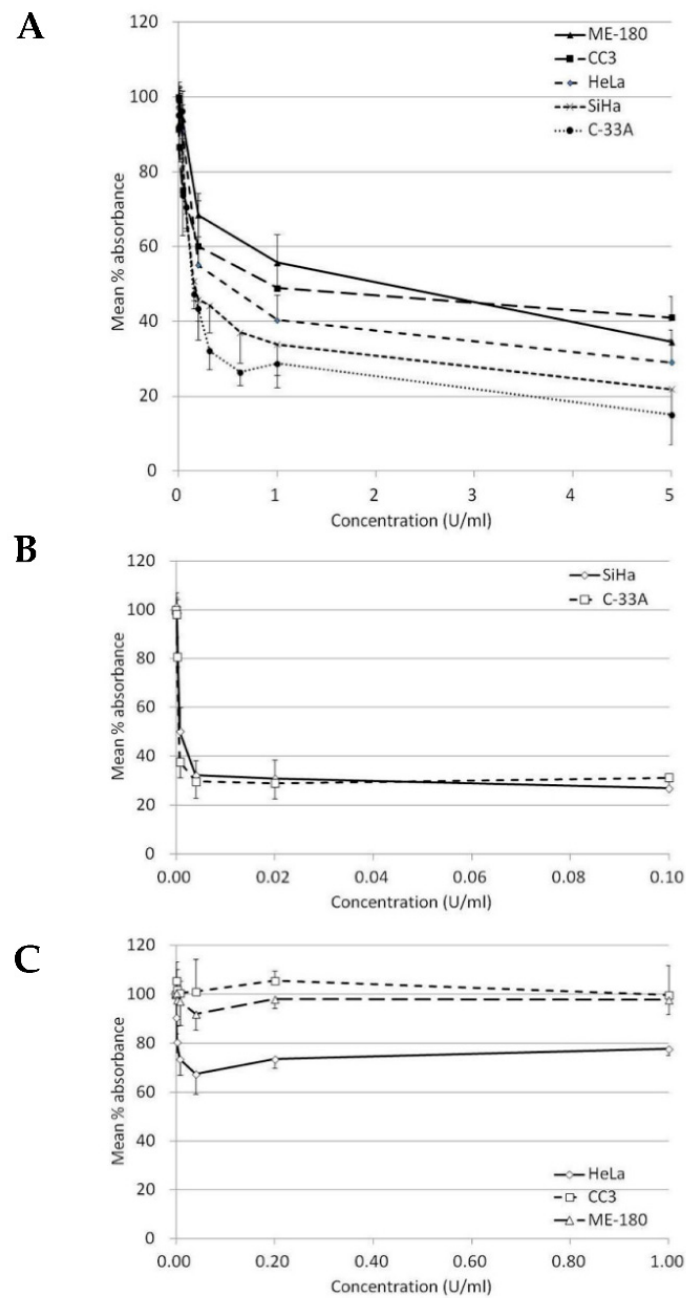 A
Mean % absorbance
120
100
80
60
40
20
0
ME-180
CC3
HeLa
SiHa
C-33A
0 1 2 3 4 5
Concentration (U/ml)
B
Mean % absorbance
120
100
80
60
40
20
0
SiHa
C-33A
0.00 0.02 0.04 0.06 0.08 0.10
Concentration (U/ml)
C
Mean % absorbance
120
100
80
60
40
20
0
HeLa
CC3
ME-180
0.00 0.20 0.40 0.60 0.80 1.00
Concentration (U/ml)